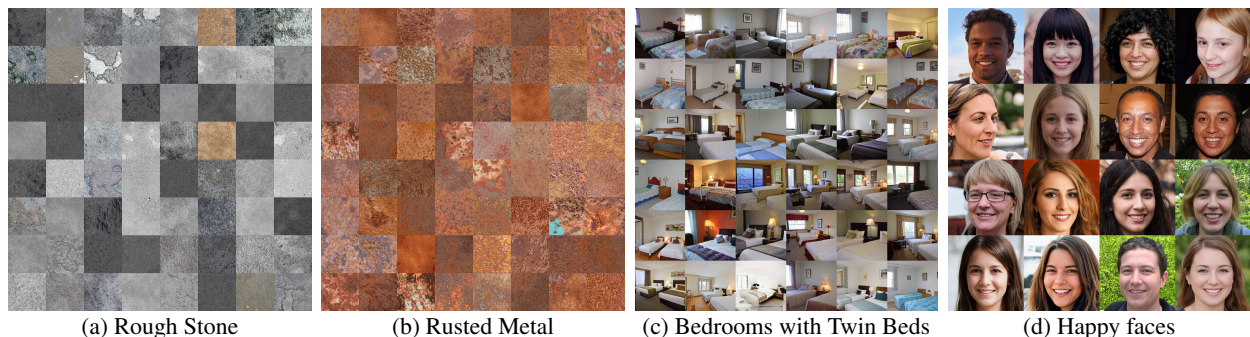 (a) Rough Stone
(b) Rusted Metal
(c) Bedrooms with Twin Beds
(d) Happy faces